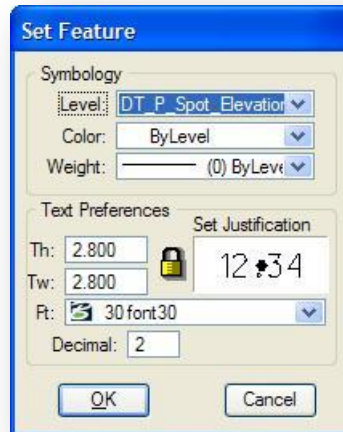 Set Feature
Symbology
Level: DT_P_Spot_Elevation
Color: ByLevel
Weight: (0) ByLeve
Text Preferences
Set Justification
Th: 2.800
12 34
Tw: 2.800
Ft: 30 font30
Decimal: 2
OK
Cancel